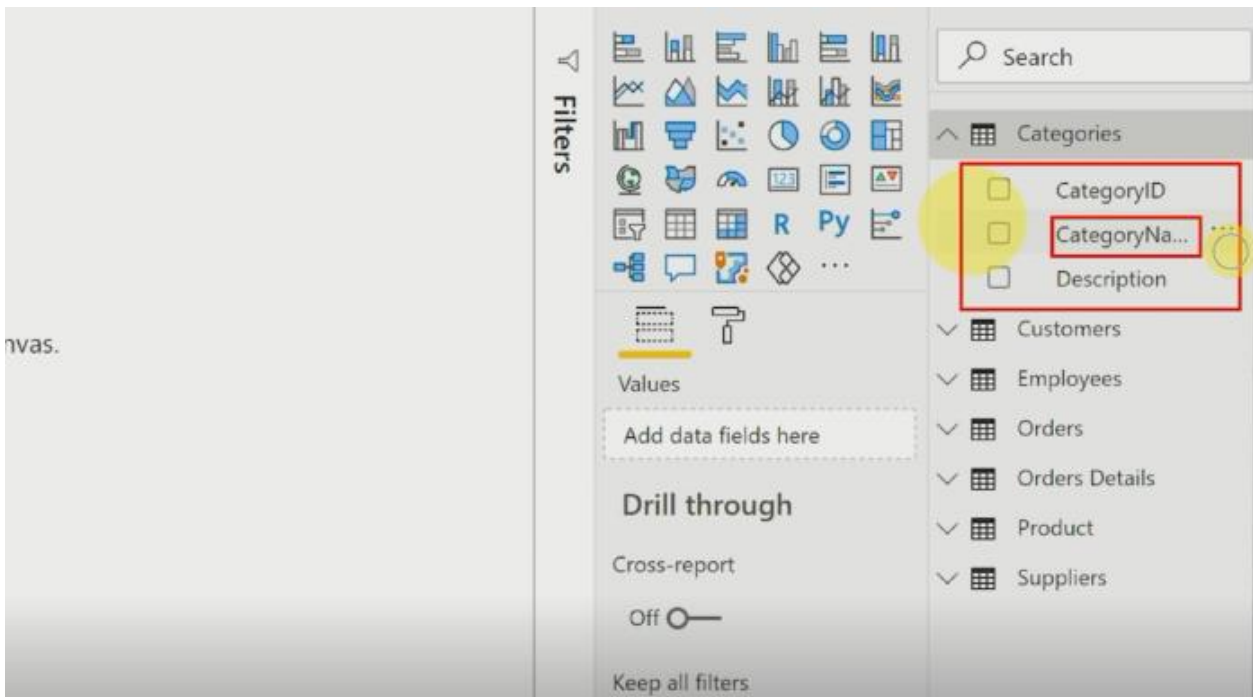 nvas.
Filters
123
R
Py
Values
Add data fields here
Drill through
Cross-report
Off
Keep all filters
Search
Categories
CategoryID
CategoryNa...
Description
Customers
Employees
Orders
Orders Details
Product
Suppliers